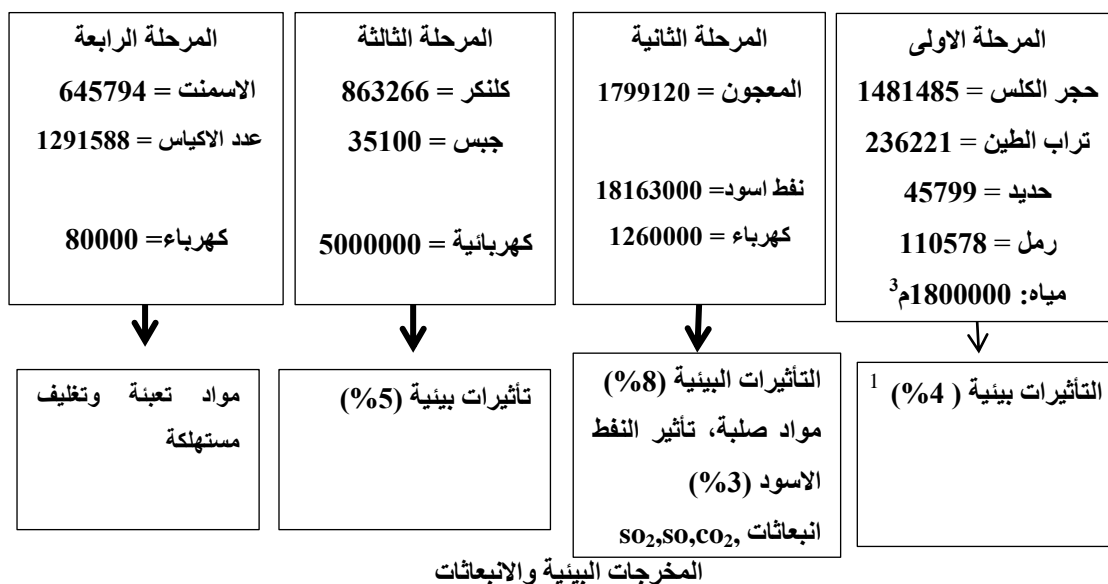 المرحلة الاولى
حجر الكلس = 1481485
تراب الطين = 236221
حديد = 45799
رمل = 110578
مياه: 1800000م3
المرحلة الثانية
المعجون = 1799120
نفط اسود= 18163000
كهرباء = 1260000
المرحلة الثالثة
كلنكر = 863266
جبس = 35100
كهربائية = 5000000
المرحلة الرابعة
الاسمنت = 645794
عدد الاكياس = 1291588
كهرباء= 80000
التأثيرات بيئية ( 4%) 1
التأثيرات البيئية (8%)
مواد صلبة، تأثير النفط
الاسود (3%)
انبعاثات ,so2,so,co2
تأثيرات بيئية (5%)
مواد تعبئة وتغليف
مستهلكة
المخرجات البيئية والانبعاثات